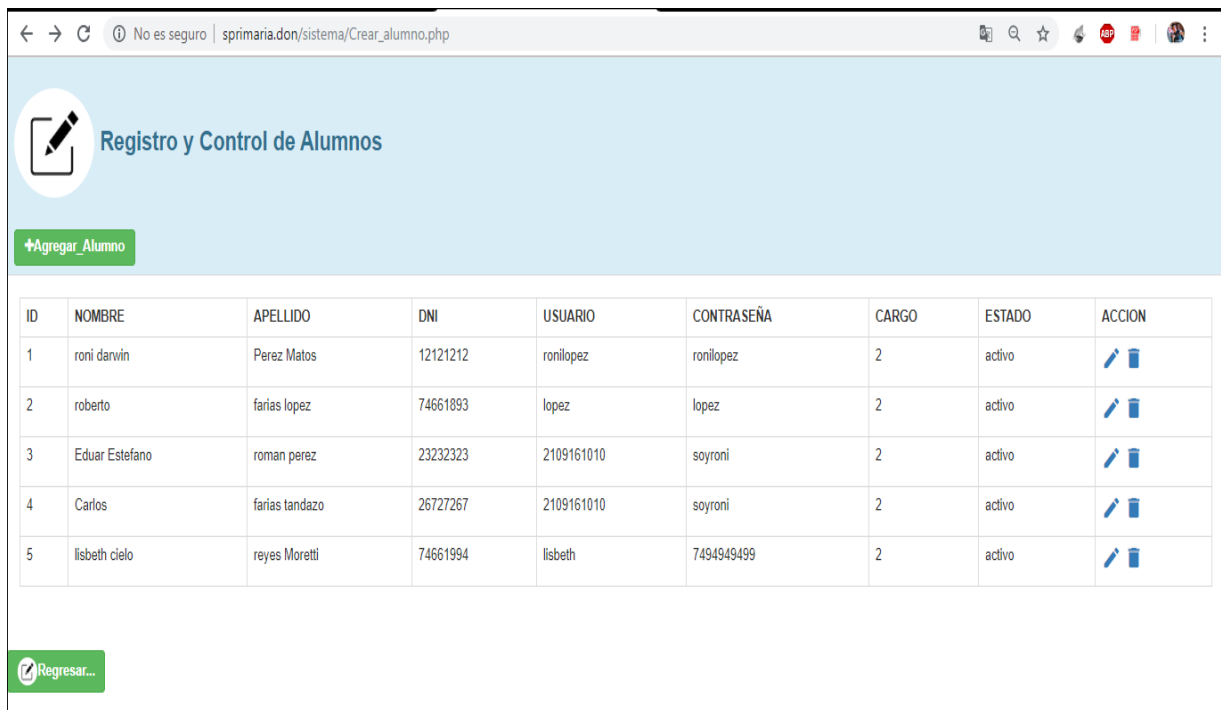 No es seguro | sprimaria.don/sistema/Crear_alumno.php
ABP
Registro y Control de Alumnos
+Agregar_Alumno
ID NOMBRE APELLIDO DNI USUARIO CONTRASEÑA CARGO ESTADO ACCION
1 roni darwin Perez Matos 12121212 ronilopez ronilopez 2 activo
2 roberto farias lopez 74661893 lopez lopez 2 activo
3 Eduar Estefano roman perez 23232323 2109161010 soyroni 2 activo
4 Carlos farias tandazo 26727267 2109161010 soyroni 2 activo
5 lisbeth cielo reyes Moretti 74661994 lisbeth 7494949499 2 activo
Regresar...